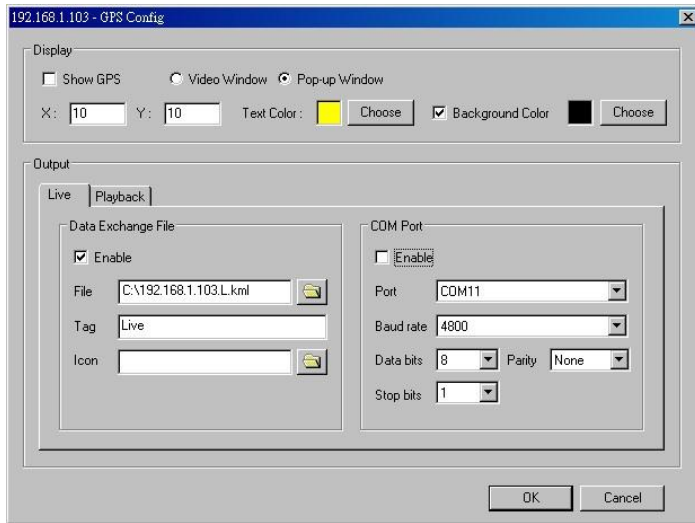 192.168.1.103 - GPS Config
Display
Show GPS Video Window Pop-up Window
X: 10 Y: 10 Text Color : Choose Background Color Choose
Output
Live Playback
Data Exchange File
Enable
File C:\192.168.1.103.L.kml
Tag Live
Icon
COM Port
Enable
Port COM11
Baud rate 4800
Data bits 8 Parity None
Stop bits 1
OK Cancel